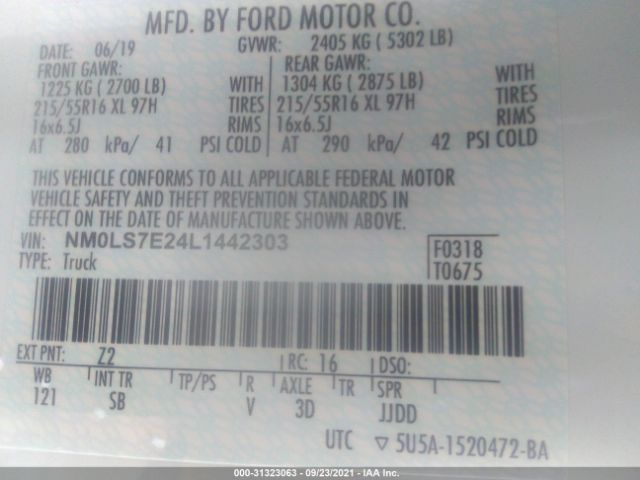 MFD. BY FORD MOTOR CO.
DATE: 06/19 GVWR: 2405 KG ( 5302 LB)
FRONT GAWR: REAR GAWR:
1225 KG ( 2700 LB) WITH 1304 KG ( 2875 LB) WITH
215/55R16 XL 97H TIRES 215/55R16 XL 97H TIRES
16x6.5J RIMS 16x6.5J RIMS
AT 280 kPa/ 41 PSI COLD AT 290 kPa/ 42 PSI COLD
THIS VEHICLE CONFORMS TO ALL APPLICABLE FEDERAL MOTOR
VEHICLE SAFETY AND THEFT PREVENTION STANDARDS IN
EFFECT ON THE DATE OF MANUFACTURE SHOWN ABOVE.
VIN: NM0LS7E24L1442303 F0318
TYPE: Truck T0675
EXT PNT: Z2 RC: 16 DSO:
WB INT TR TP/PS R AXLE TR SPR
121 SB V 3D JJDD
UTC ▽ 5U5A-1520472-BA
000-31323063 - 09/23/2021 - IAA Inc.